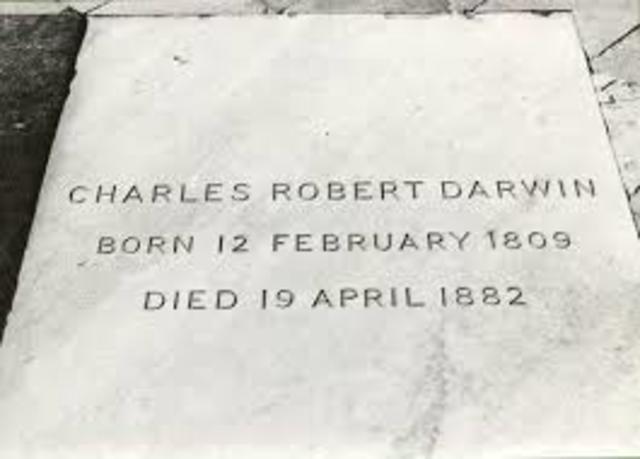 CHARLES ROBERT DARWIN
BORN 12 FEBRUARY 1809
DIED 19 APRIL 1882